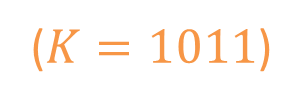 (K = 1011)